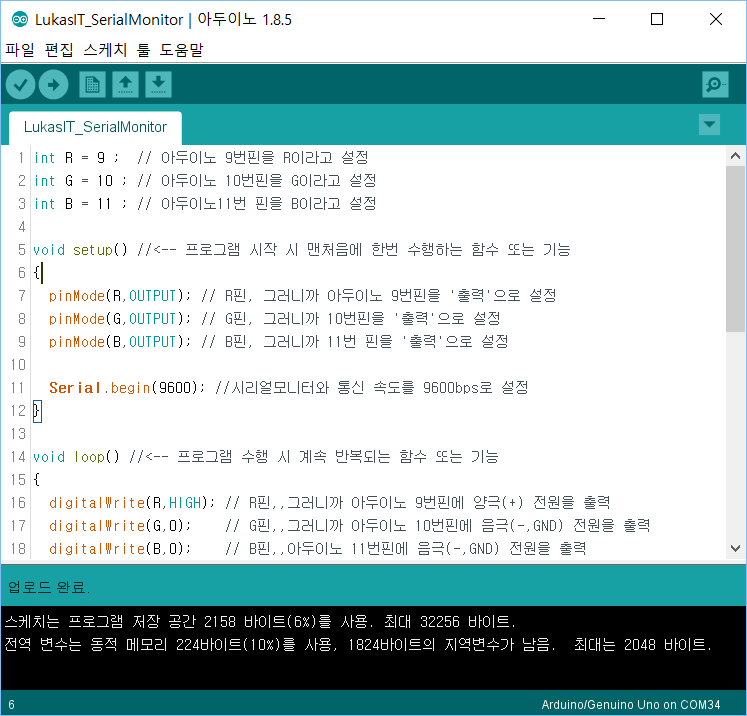 LukasIT_SerialMonitor | 아두이노 1.8.5
파일 편집 스케치 툴 도움말
LukasIT_SerialMonitor
1 int R = 9 ;  // 아두이노 9번핀을 R이라고 설정
2 int G = 10 ; // 아두이노 10번핀을 G이라고 설정
3 int B = 11 ; // 아두이노11번 핀을 B이라고 설정
4
5 void setup() //<-- 프로그램 시작 시 맨처음에 한번 수행하는 함수 또는 기능
6 {
7   pinMode(R,OUTPUT); // R핀, 그러니까 아두이노 9번핀을 '출력'으로 설정
8   pinMode(G,OUTPUT); // G핀, 그러니까 10번핀을 '출력'으로 설정
9   pinMode(B,OUTPUT); // B핀, 그러니까 11번 핀을 '출력'으로 설정
10
11   Serial.begin(9600); //시리얼모니터와 통신 속도를 9600bps로 설정
12 }
13
14 void loop() //<-- 프로그램 수행 시 계속 반복되는 함수 또는 기능
15 {
16   digitalWrite(R,HIGH); // R핀,,그러니까 아두이노 9번핀에 양극(+) 전원을 출력
17   digitalWrite(G,0);    // G핀,,그러니까 아두이노 10번핀에 음극(-,GND) 전원을 출력
18   digitalWrite(B,0);    // B핀,,아두이노 11번핀에 음극(-,GND) 전원을 출력
업로드 완료.
스케치는 프로그램 저장 공간 2158 바이트(6%)를 사용. 최대 32256 바이트.
전역 변수는 동적 메모리 224바이트(10%)를 사용, 1824바이트의 지역변수가 남음.  최대는 2048 바이트.
6 Arduino/Genuino Uno on COM34